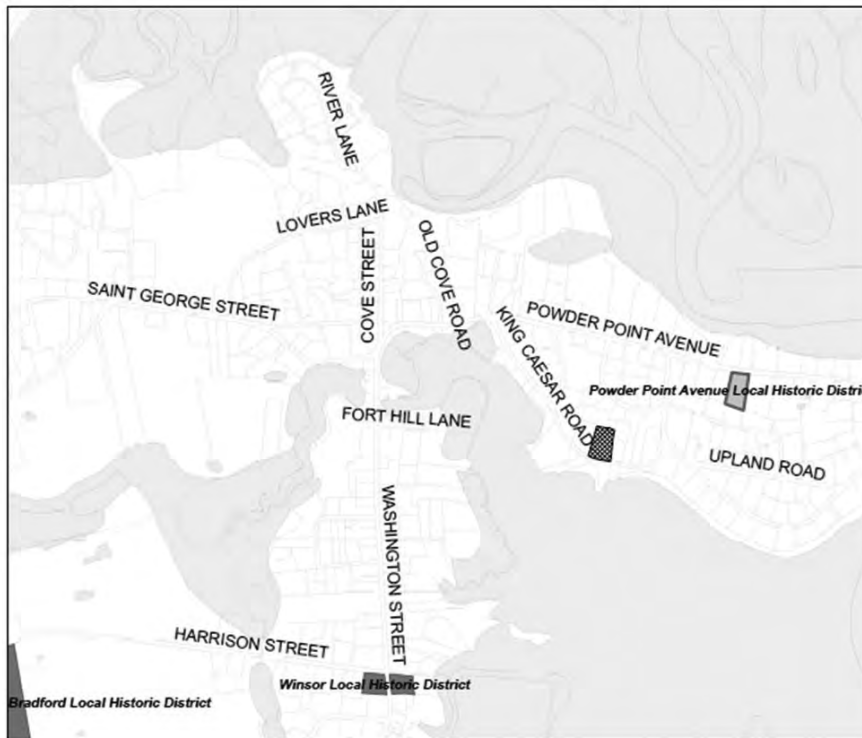 RIVER LANE
LOVERS LANE
OLD COVE ROAD
COVE STREET
SAINT GEORGE STREET
KING CAESAR ROAD
POWDER POINT AVENUE
Powder Point Avenue Local Historic Distric
FORT HILL LANE
UPLAND ROAD
WASHINGTON STREET
HARRISON STREET
Winsor Local Historic District
Bradford Local Historic District